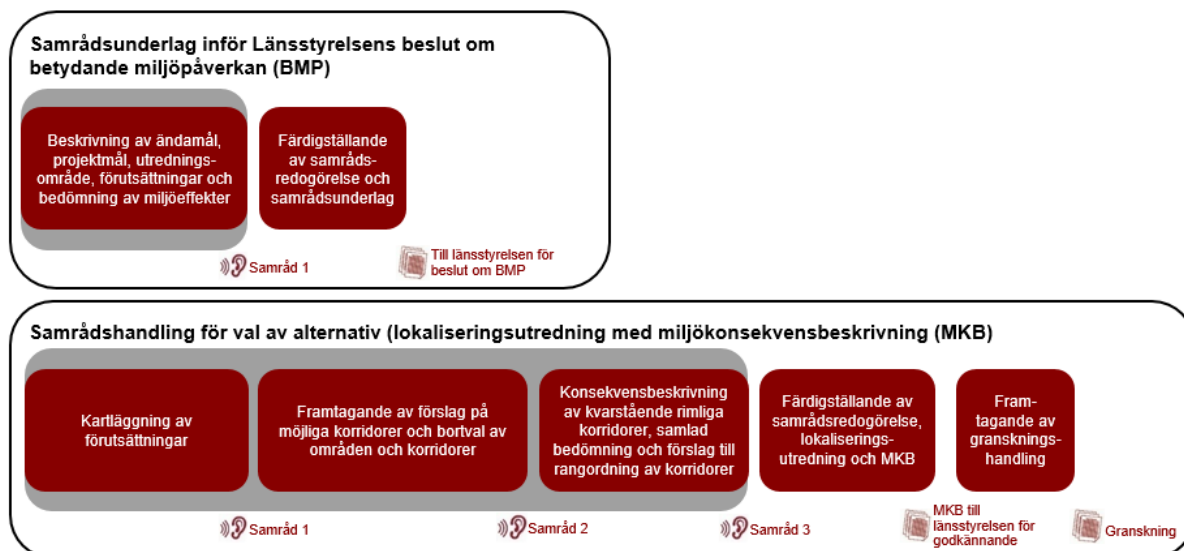 Samrådsunderlag inför Länsstyrelsens beslut om
betydande miljöpåverkan (BMP)
Beskrivning av ändamål,
projektmål, utrednings-
område, förutsättningar och
bedömning av miljöeffekter
Färdigställande
av samråds-
redogörelse och
samrådsunderlag
Samråd 1
Till länsstyrelsen för
beslut om BMP
Samrådshandling för val av alternativ (lokaliseringsutredning med miljökonsekvensbeskrivning (MKB)
Kartläggning av
förutsättningar
Framtagande av förslag på
möjliga korridorer och bortval av
områden och korridorer
Konsekvensbeskrivning
av kvarstående rimliga
korridorer, samlad
bedömning och förslag till
rangordning av korridorer
Färdigställande av
samrådsredogörelse,
lokaliserings-
utredning och MKB
Fram-
tagande av
gransknings-
handling
Samråd 1
Samråd 2
Samråd 3
MKB till
länsstyrelsen för
godkännande
Granskning